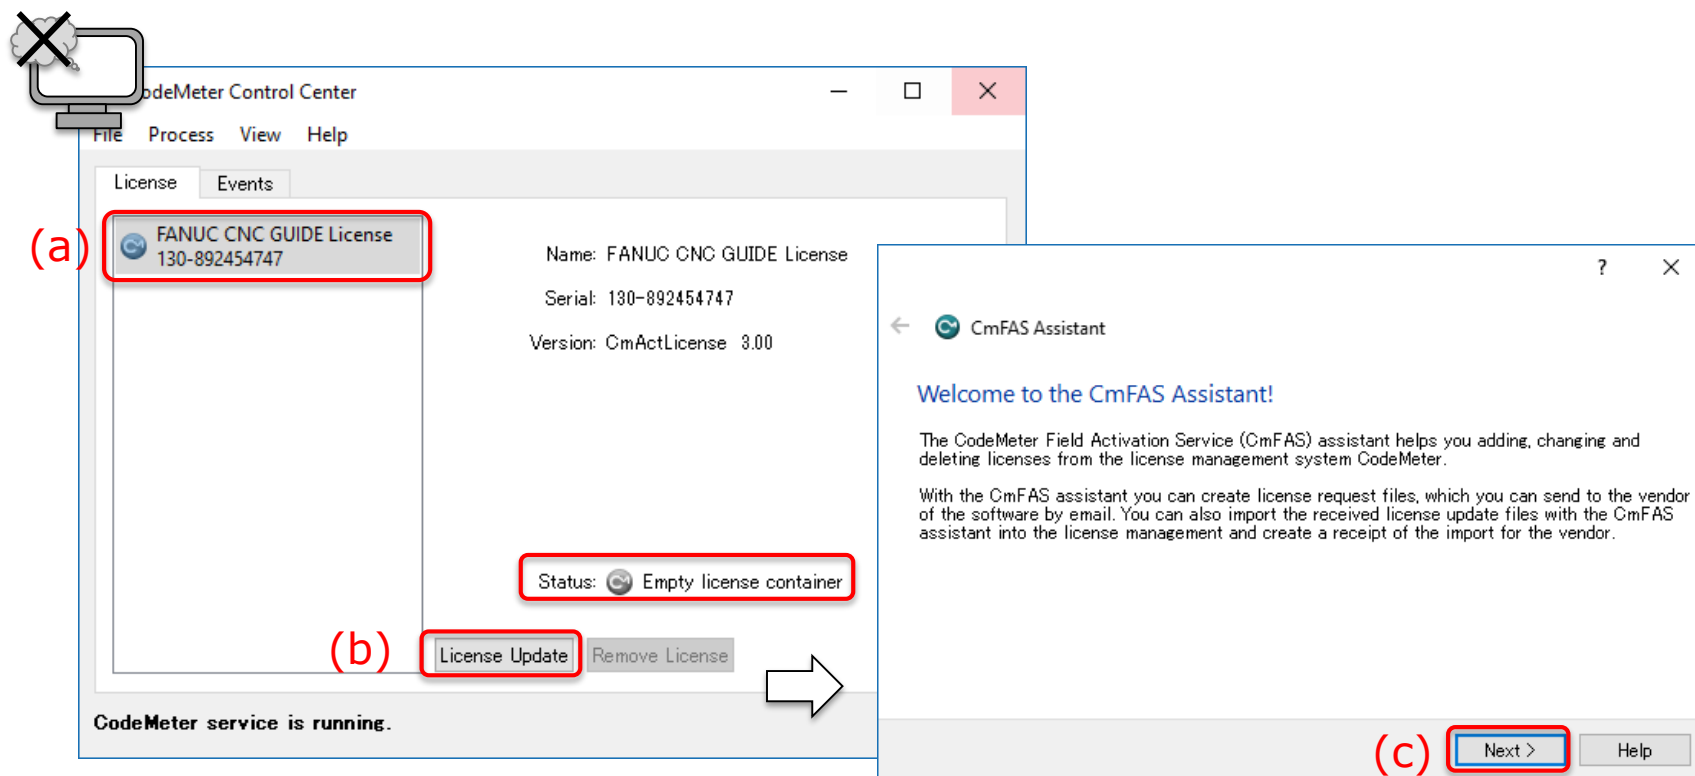 odeMeter Control Center
File Process View Help
License Events
(a)
FANUC CNC GUIDE License
130-892454747
Name: FANUC CNC GUIDE License
Serial: 130-892454747
Version: CmActLicense 3.00
Status: Empty license container
(b)
License Update Remove License
CodeMeter service is running.
?
CmFAS Assistant
Welcome to the CmFAS Assistant!
The CodeMeter Field Activation Service (CmFAS) assistant helps you adding, changing and
deleting licenses from the license management system CodeMeter.
With the CmFAS assistant you can create license request files, which you can send to the vendor
of the software by email. You can also import the received license update files with the CmFAS
assistant into the license management and create a receipt of the import for the vendor.
(c)
Next > Help